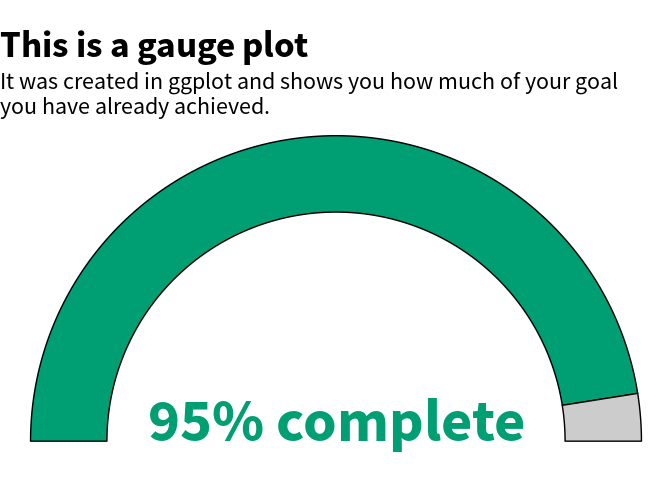 This is a gauge plot
It was created in ggplot and shows you how much of your goal
you have already achieved.
95% complete